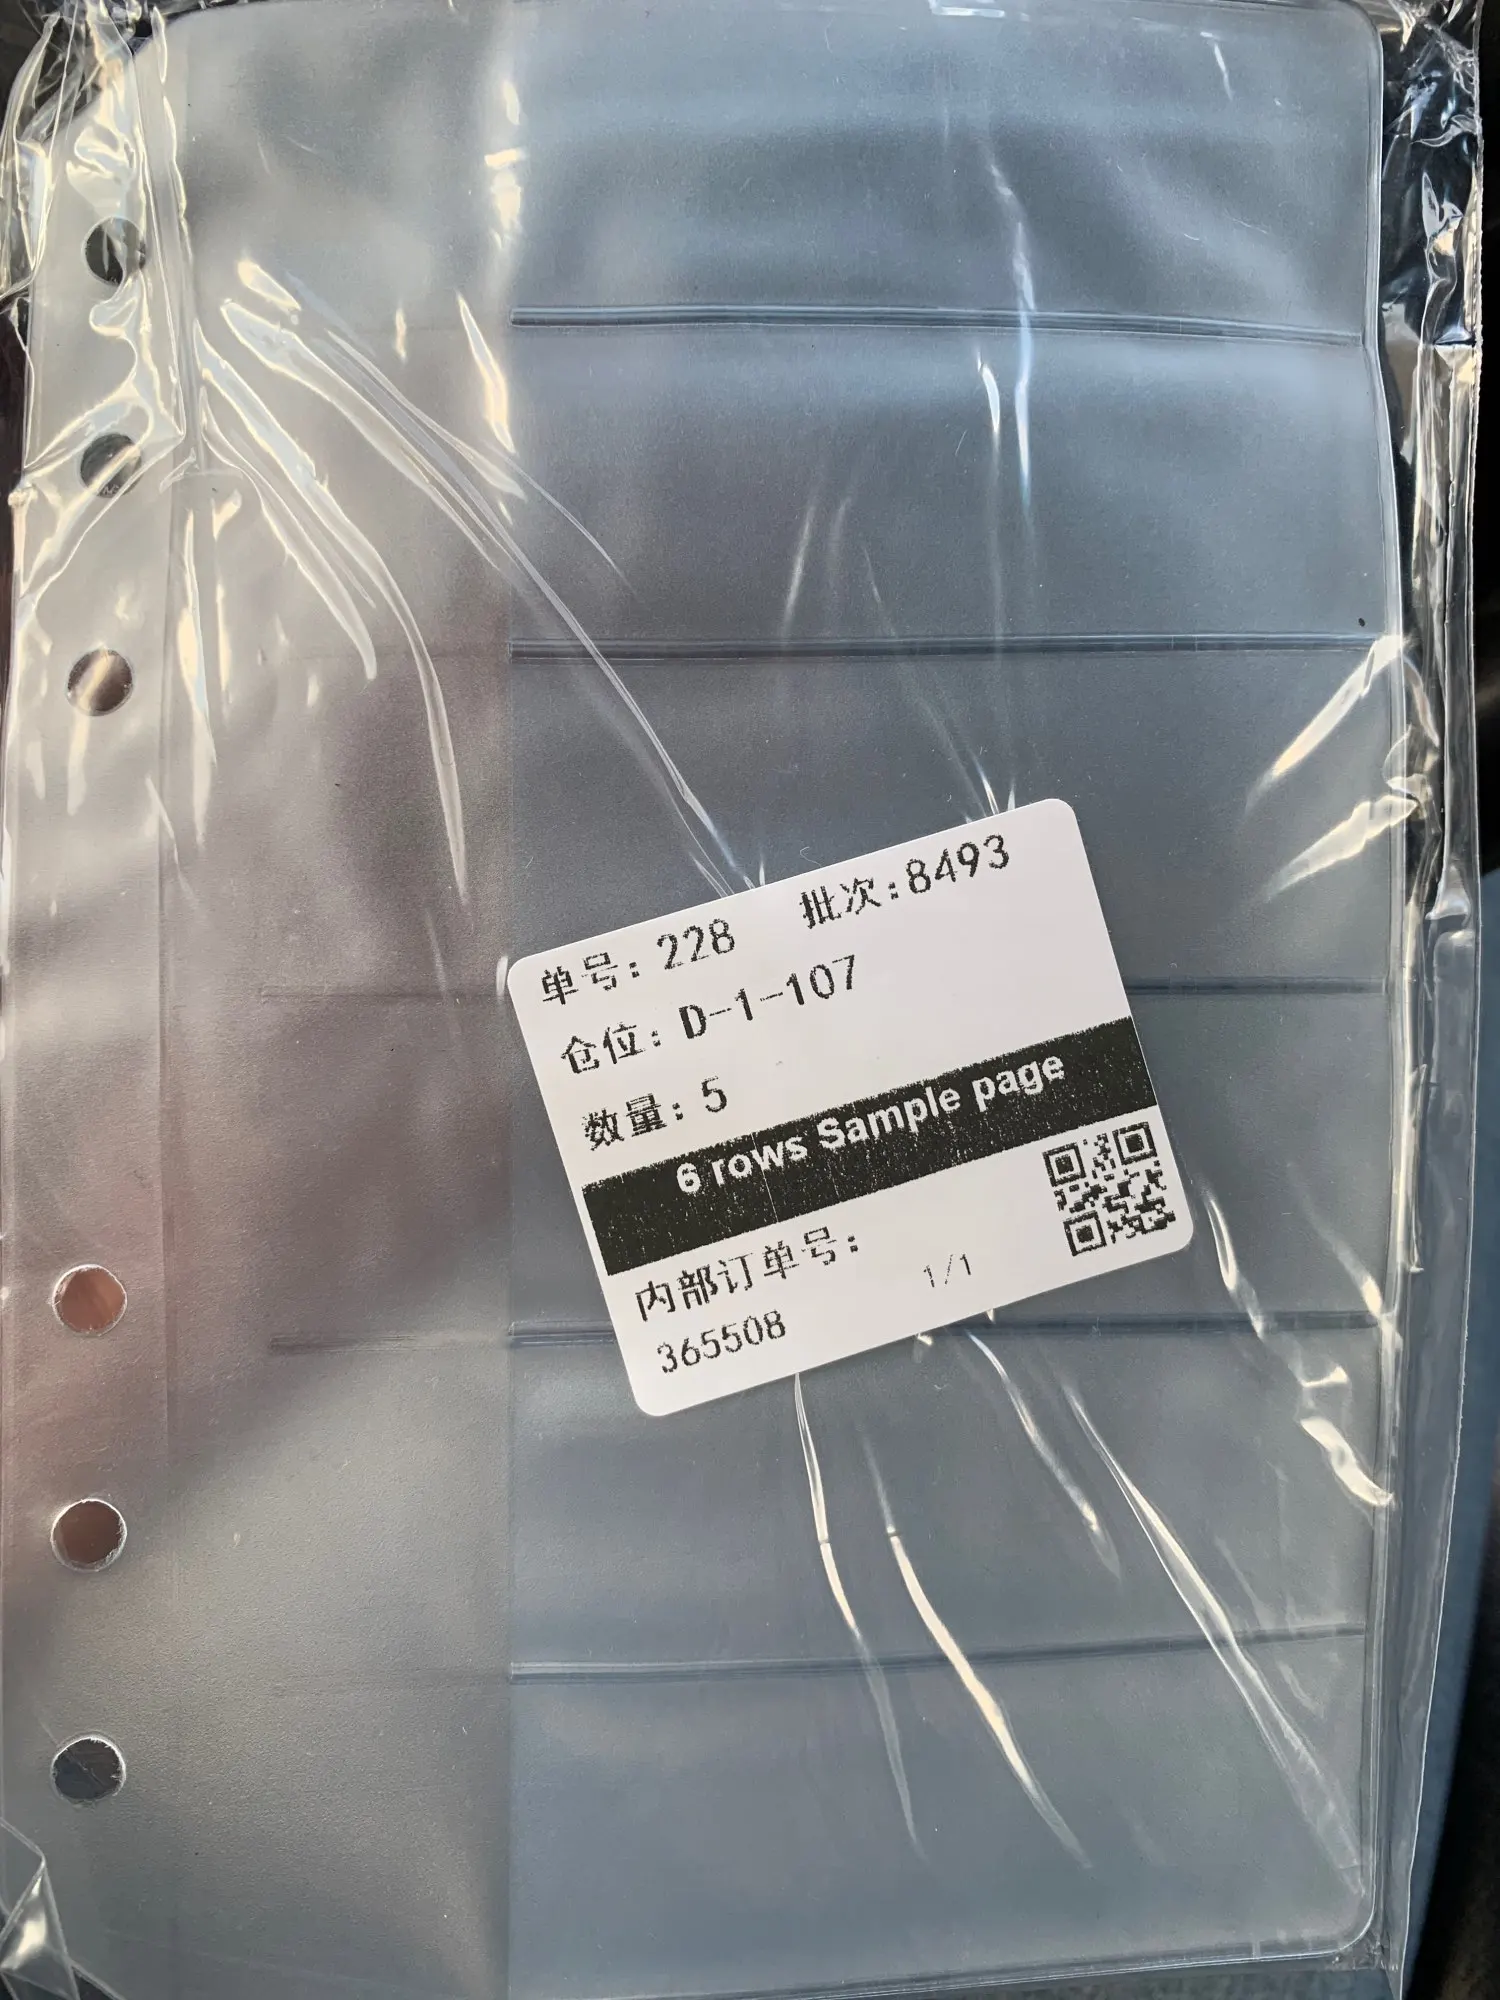 单号: 228 批次:8493
仓位: D-1-107
数量: 5
6 rows Sample page
内部订单号:
365508 1/1